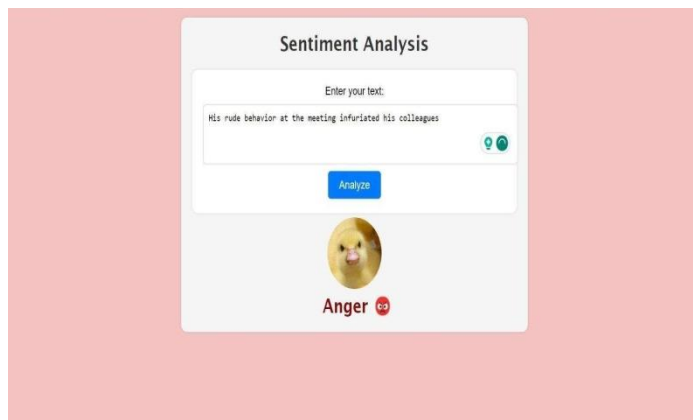 Sentiment Analysis
Enter your text:
His rude behavior at the meeting infuriated his colleagues
Analyze
Anger 😡